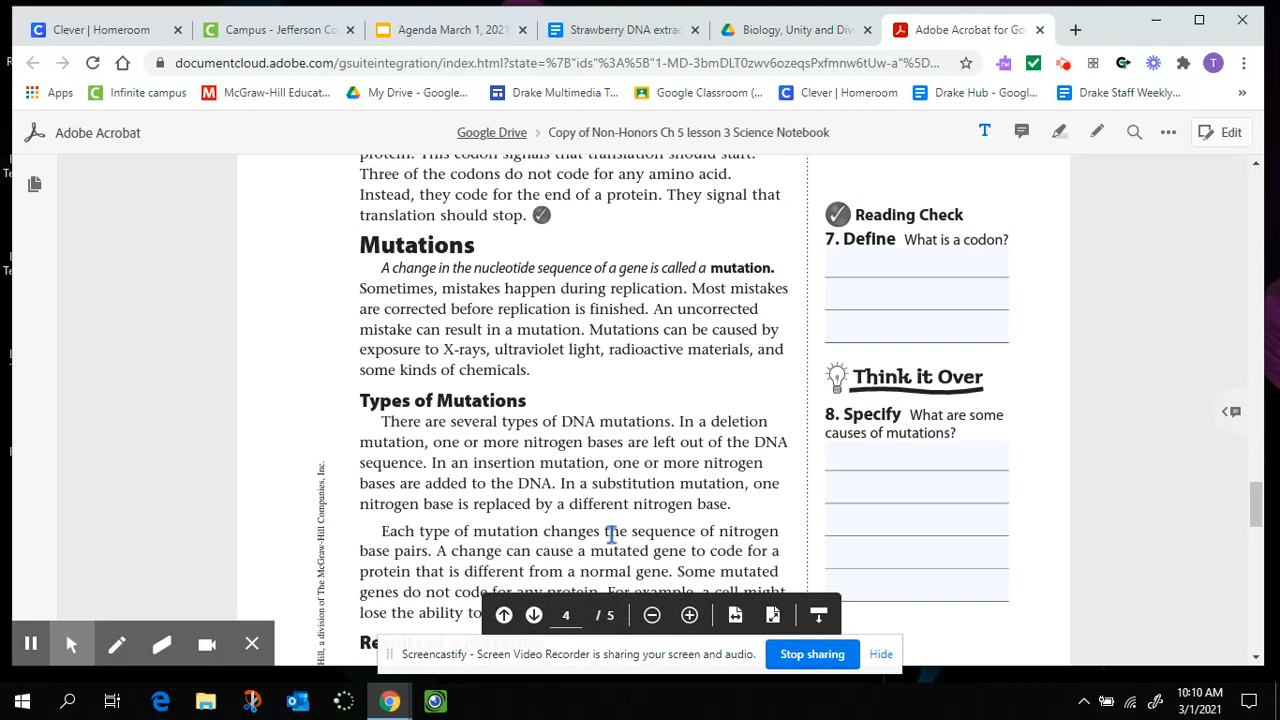 Clever | Homeroom
Campus - Jefferson Co
Agenda March 1, 2021
Strawberry DNA extrac
Biology, Unity and Div
Adobe Acrobat for Go
documentcloud.adobe.com/gsuiteintegration/index.html?state=%7B"ids"%3A%5B"1-MD-3bmDLT0zwv6ozeqsPxfmnw6tUw-a"%5D...
Apps
Infinite campus
McGraw-Hill Educat...
My Drive - Google...
Drake Multimedia T...
Google Classroom (...
Clever | Homeroom
Drake Hub - Googl...
Drake Staff Weekly...
Adobe Acrobat
Google Drive > Copy of Non-Honors Ch 5 lesson 3 Science Notebook
Edit
protein. This codon signals that translation should start.
Three of the codons do not code for any amino acid.
Instead, they code for the end of a protein. They signal that
translation should stop.
Mutations
A change in the nucleotide sequence of a gene is called a mutation.
Sometimes, mistakes happen during replication. Most mistakes
are corrected before replication is finished. An uncorrected
mistake can result in a mutation. Mutations can be caused by
exposure to X-rays, ultraviolet light, radioactive materials, and
some kinds of chemicals.
Types of Mutations
There are several types of DNA mutations. In a deletion
mutation, one or more nitrogen bases are left out of the DNA
sequence. In an insertion mutation, one or more nitrogen
bases are added to the DNA. In a substitution mutation, one
nitrogen base is replaced by a different nitrogen base.
Each type of mutation changes the sequence of nitrogen
base pairs. A change can cause a mutated gene to code for a
protein that is different from a normal gene. Some mutated
genes do not code for any protein. For example, a cell might
lose the ability to
Reading Check
7. Define What is a codon?
Think it Over
8. Specify What are some
causes of mutations?
Hill, a division of The McGraw-Hill Companies, Inc.
4 / 5
Screencastify - Screen Video Recorder is sharing your screen and audio.
Stop sharing
Hide
10:10 AM
3/1/2021